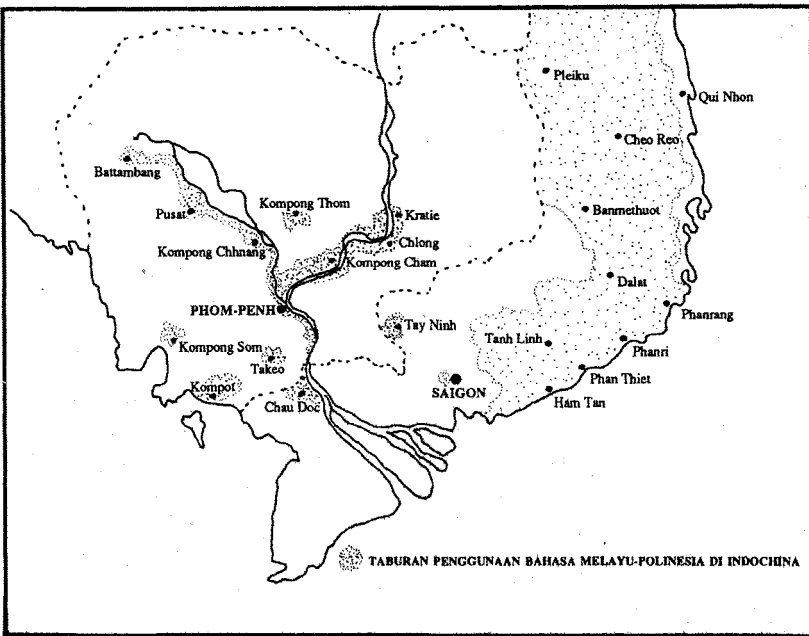 Pleiku
Qui Nhon
Cheo Reo
Battambang
Pusat
Kompong Thom
Kratie
Banmethuot
Kompong Chhnang
Chlong
Kompong Cham
Dalat
PHOM-PENH
Phanrang
Tay Ninh
Tanh Linh
Phanri
Kompong Som
Takeo
Phan Thiet
Kompot
SAIGON
Chau Doc
Ham Tan
TABURAN PENGGUNAAN BAHASA MELAYU-POLINESIA DI INDOCHINA